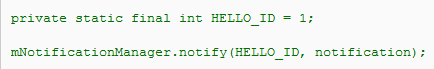 private static final int HELLO_ID = 1;
mNotificationManager.notify(HELLO_ID, notification);